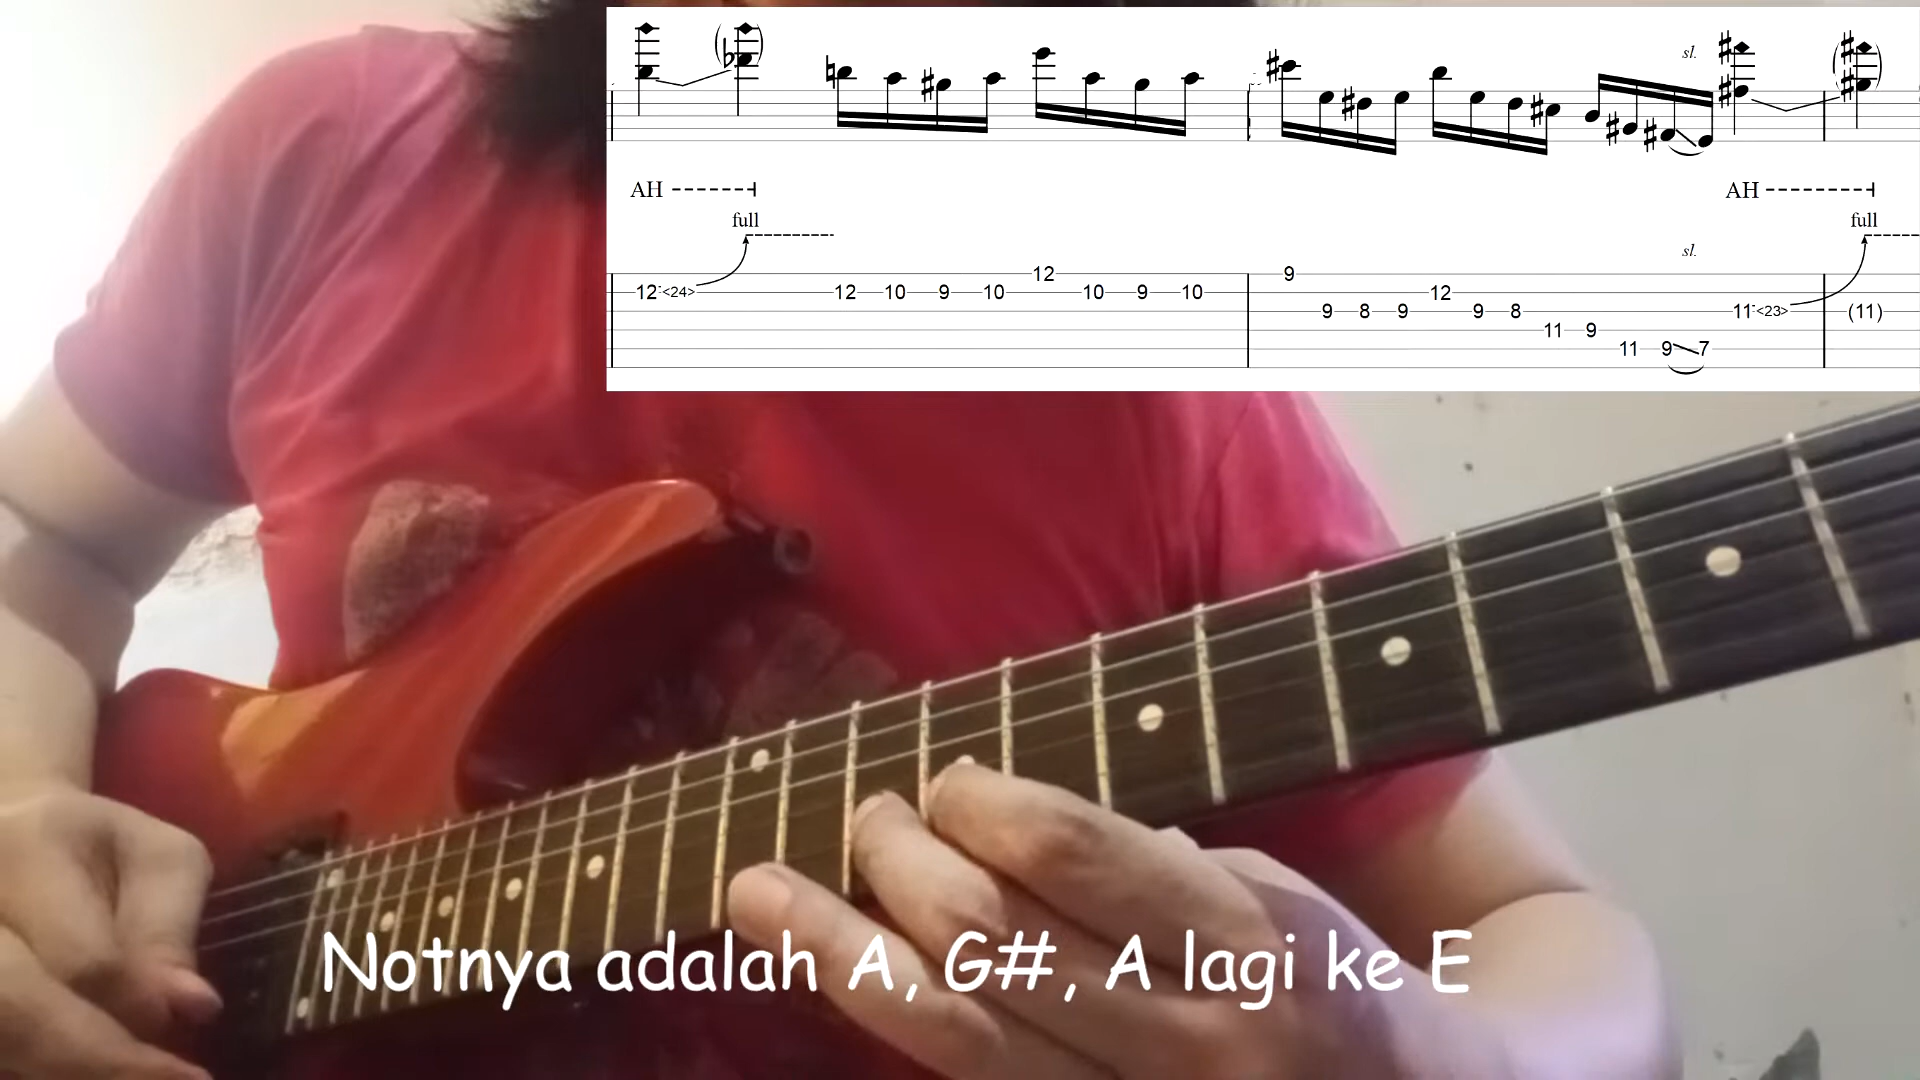 sl.
AH AH
full full
sl.
12 9
12 <24> 12 10 9 10 10 9 10 12
9 8 9 9 8 11 <23> (11)
11 9
11 9 7
Notnya adalah A, G#, A lagi ke E